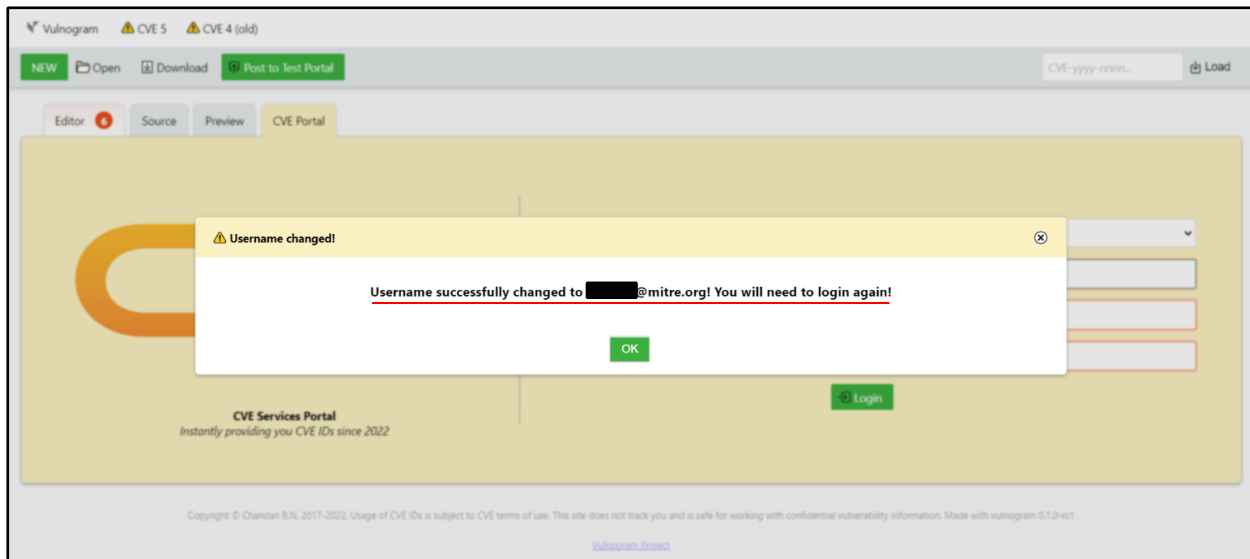 Vulnogram CVE 5 CVE 4 (old)
NEW Open Download Post to Test Portal CVE-yyyy-nnnn.. Load
Editor 6 Source Preview CVE Portal
Username changed!
Username successfully changed to @mitre.org! You will need to login again!
OK
Login
CVE Services Portal
Instantly providing you CVE IDs since 2022
Copyright © Chandan B.N, 2017-2022. Usage of CVE IDs is subject to CVE terms of use. This site does not track you and is safe for working with confidential vulnerability information. Made with vulnogram 0.1.0-rc1
Vulnogram Project